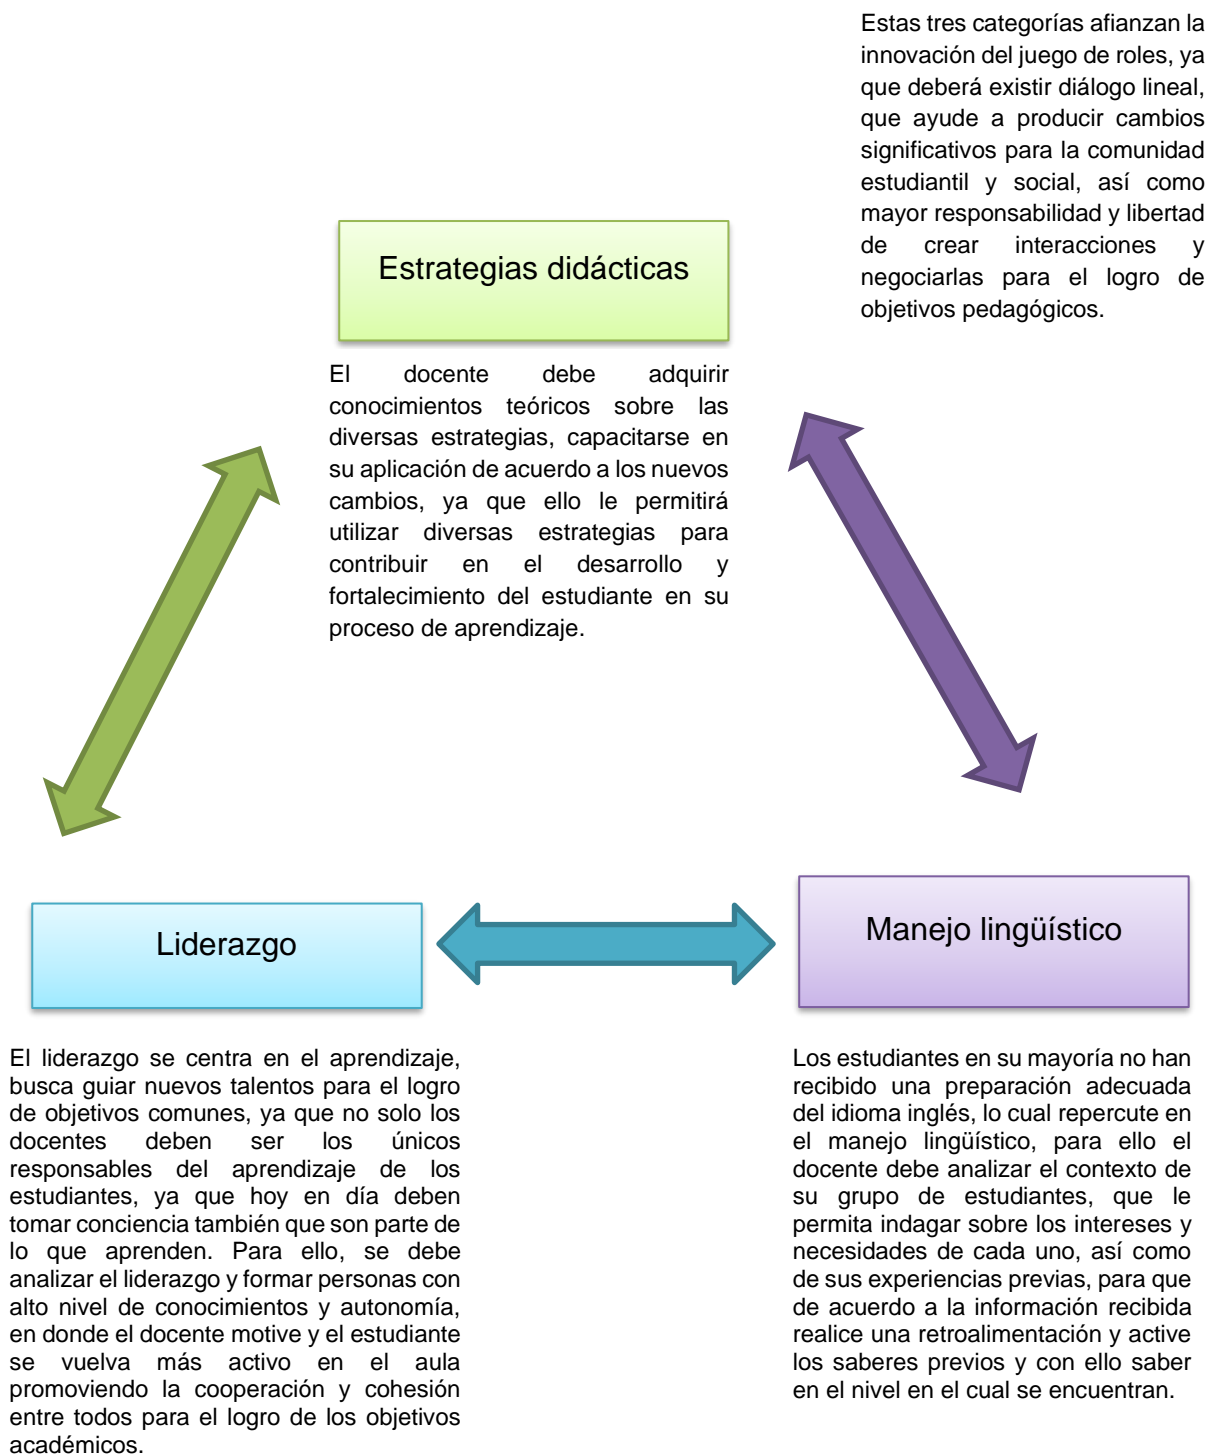 Estas tres categorías afianzan la
innovación del juego de roles, ya
que deberá existir diálogo lineal,
que ayude a producir cambios
significativos para la comunidad
estudiantil y social, así como
mayor responsabilidad y libertad
de crear interacciones y
negociarlas para el logro de
objetivos pedagógicos.
Estrategias didácticas
El docente debe adquirir
conocimientos teóricos sobre las
diversas estrategias, capacitarse en
su aplicación de acuerdo a los nuevos
cambios, ya que ello le permitirá
utilizar diversas estrategias para
contribuir en el desarrollo y
fortalecimiento del estudiante en su
proceso de aprendizaje.
Liderazgo
El liderazgo se centra en el aprendizaje,
busca guiar nuevos talentos para el logro
de objetivos comunes, ya que no solo los
docentes deben ser los únicos
responsables del aprendizaje de los
estudiantes, ya que hoy en día deben
tomar conciencia también que son parte de
lo que aprenden. Para ello, se debe
analizar el liderazgo y formar personas con
alto nivel de conocimientos y autonomía,
en donde el docente motive y el estudiante
se vuelva más activo en el aula
promoviendo la cooperación y cohesión
entre todos para el logro de los objetivos
académicos.
Manejo lingüístico
Los estudiantes en su mayoría no han
recibido una preparación adecuada
del idioma inglés, lo cual repercute en
el manejo lingüístico, para ello el
docente debe analizar el contexto de
su grupo de estudiantes, que le
permita indagar sobre los intereses y
necesidades de cada uno, así como
de sus experiencias previas, para que
de acuerdo a la información recibida
realice una retroalimentación y active
los saberes previos y con ello saber
en el nivel en el cual se encuentran.